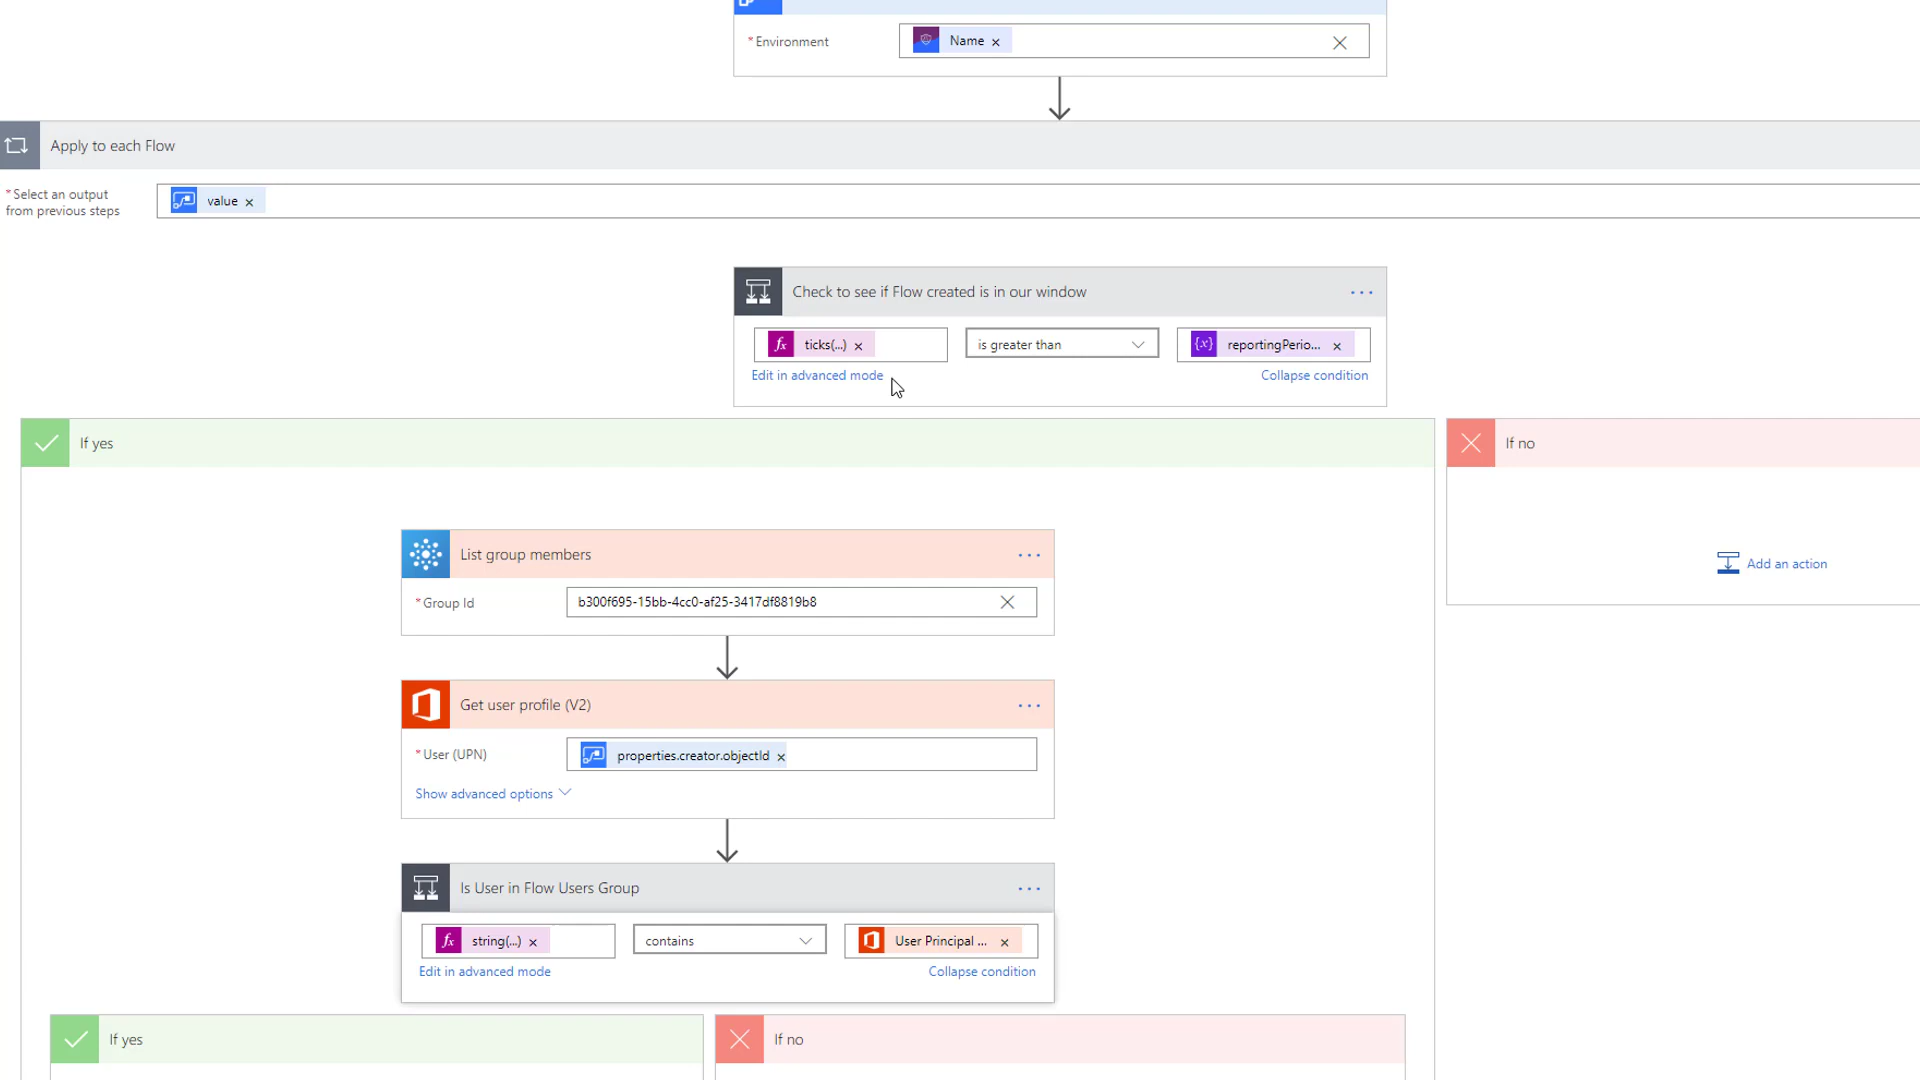 * Environment
Name ×
Apply to each Flow
* Select an output
from previous steps
value ×
Check to see if Flow created is in our window
...
fx ticks(...) ×
is greater than
{x} reportingPerio... ×
Edit in advanced mode
Collapse condition
If yes
If no
List group members
...
* Group Id
b300f695-15bb-4cc0-af25-3417df8819b8
Add an action
Get user profile (V2)
...
* User (UPN)
properties.creator.objectId ×
Show advanced options
Is User in Flow Users Group
...
fx string(...) ×
contains
User Principal ... ×
Edit in advanced mode
Collapse condition
If yes
If no